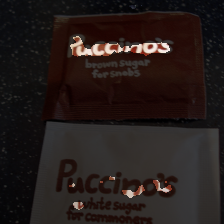 Puccino's
brown sugar
for snobs
Puccino's
white sugar
for commoners